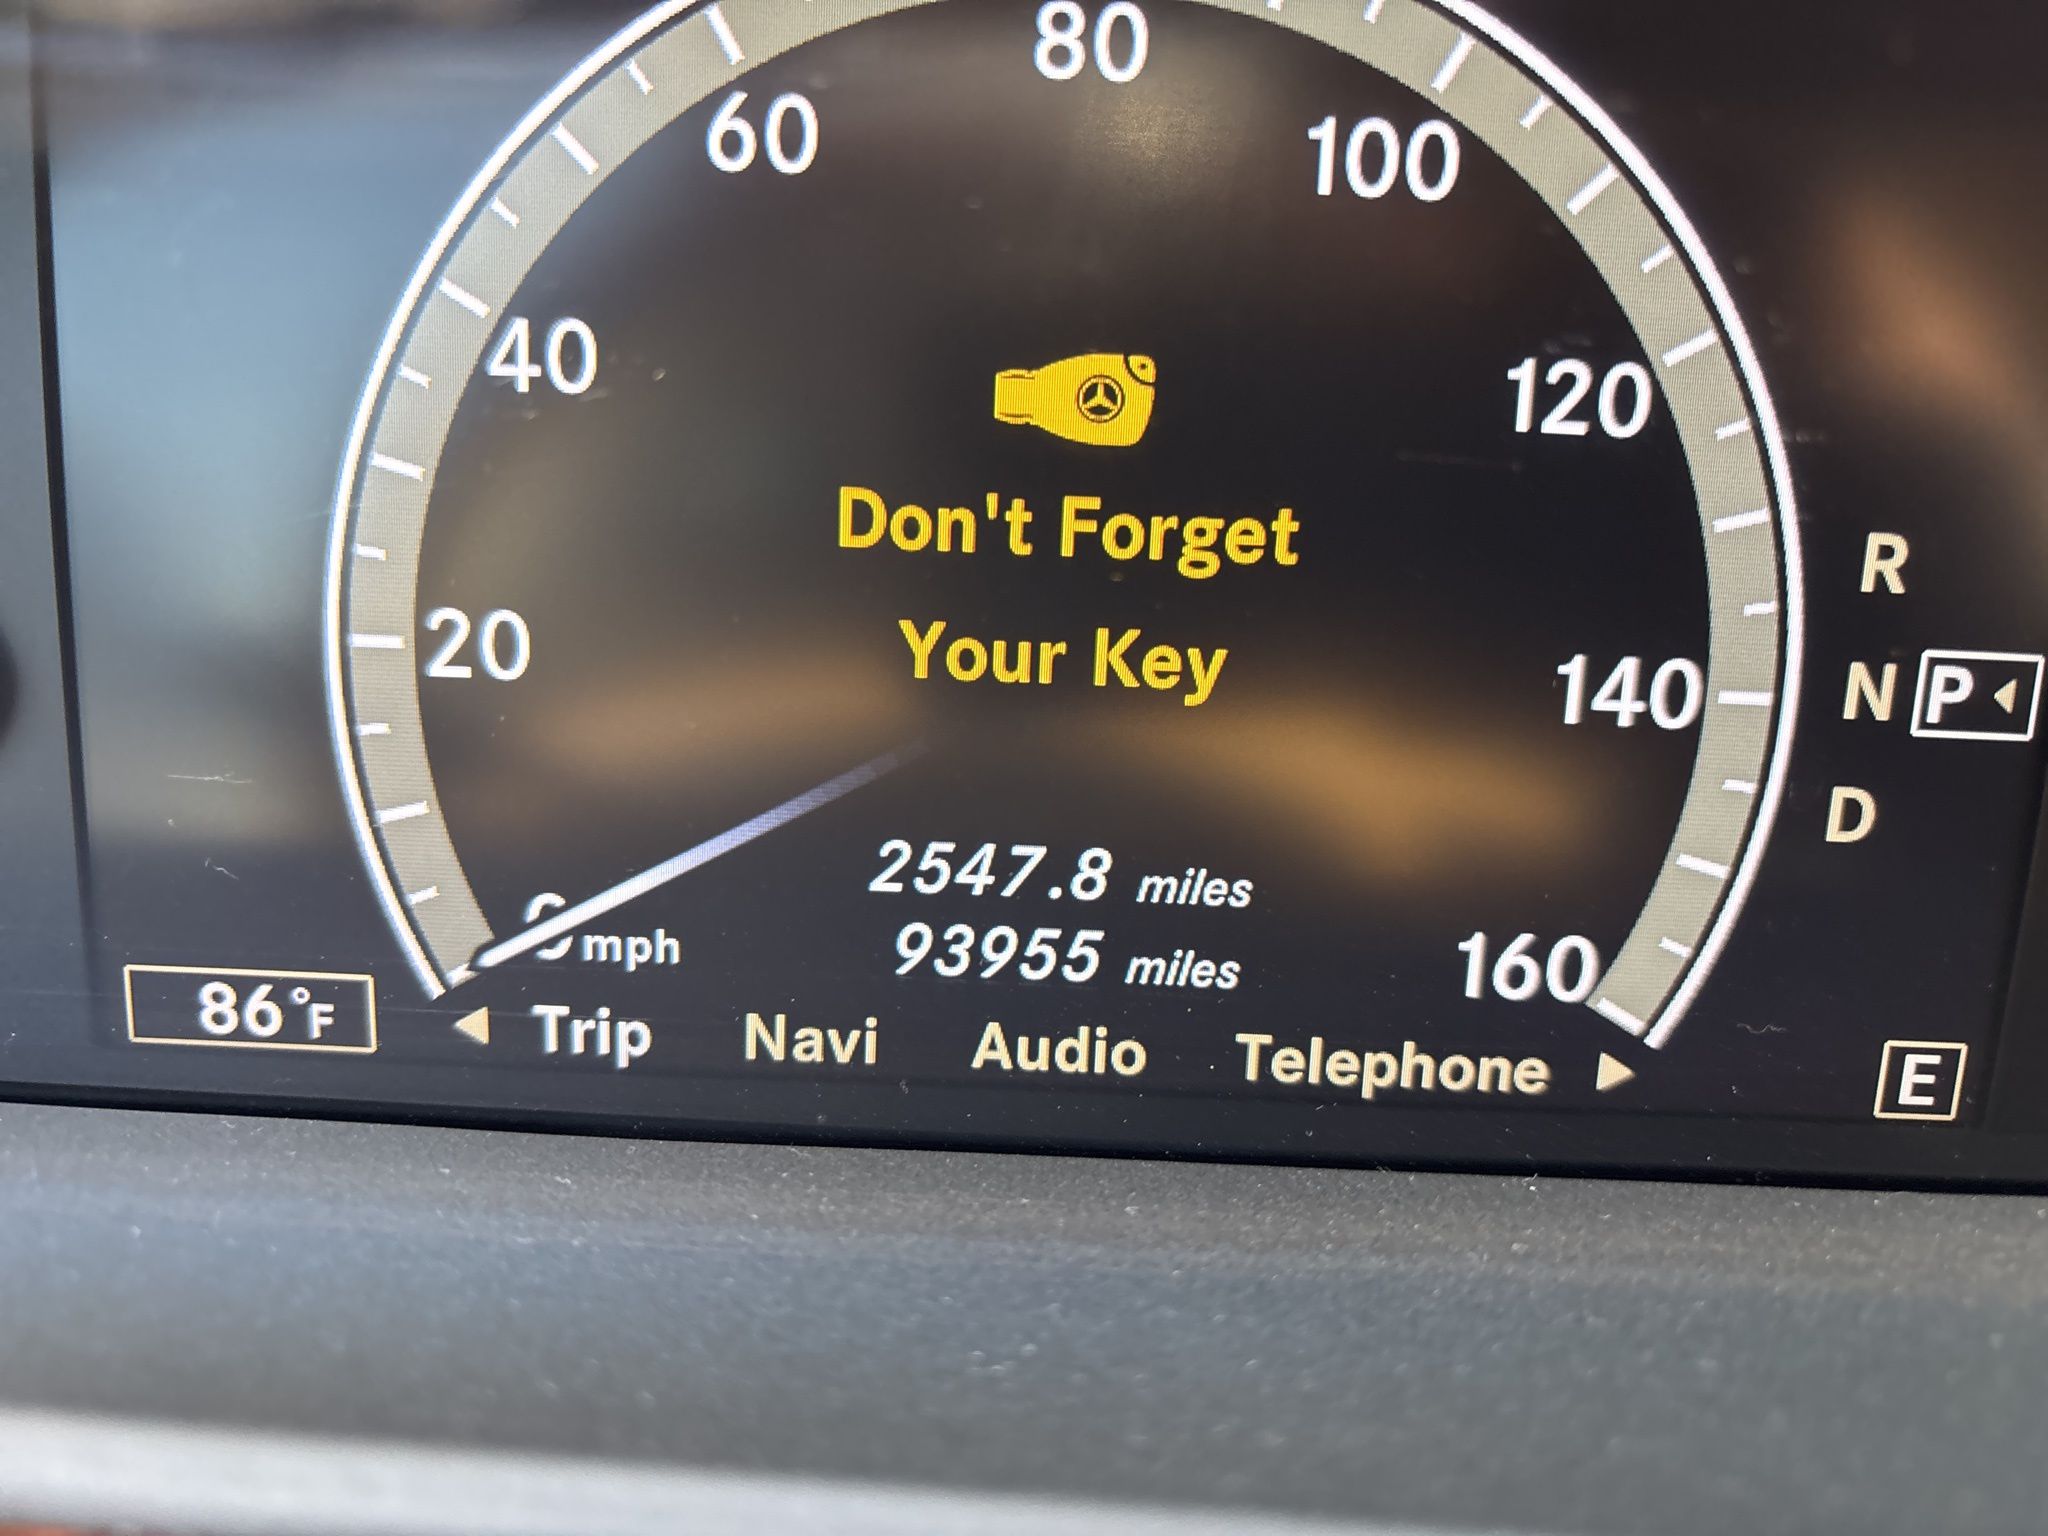 80
60
100
40
120
Don't Forget
20
Your Key
140
R
N P
D
2547.8 miles
0 mph
93955 miles
160
86°F
Trip Navi Audio Telephone
E